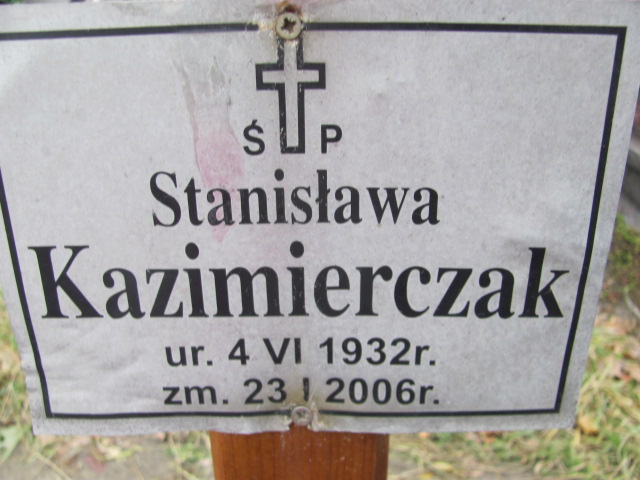 Ś P
Stanisława
Kazimierczak
ur. 4 VI 1932r.
zm. 23 I 2006r.